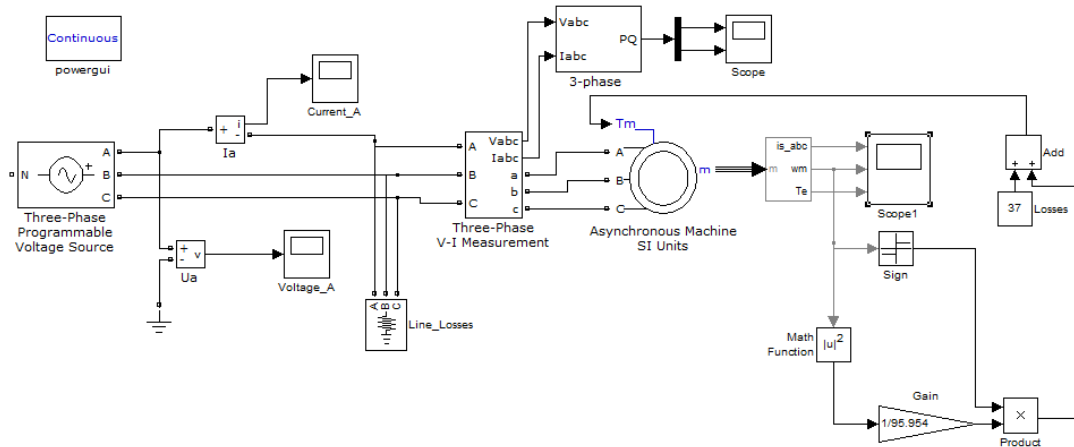 Continuous
powergui
Vabc
Iabc
PQ
3-phase
Scope
Current_A
+
-
i
Ia
Tm
N
+
A
B
C
Three-Phase
Programmable
Voltage Source
A
B
C
Vabc
Iabc
a
b
c
Three-Phase
V-I Measurement
A
B
C
m
Asynchronous Machine
SI Units
m
is_abc
wm
Te
Scope1
+
+
Add
37
Losses
+
-
v
Ua
Voltage_A
A
B
C
Line_Losses
Sign
Math
Function
|u|2
Gain
1/95.954
×
Product